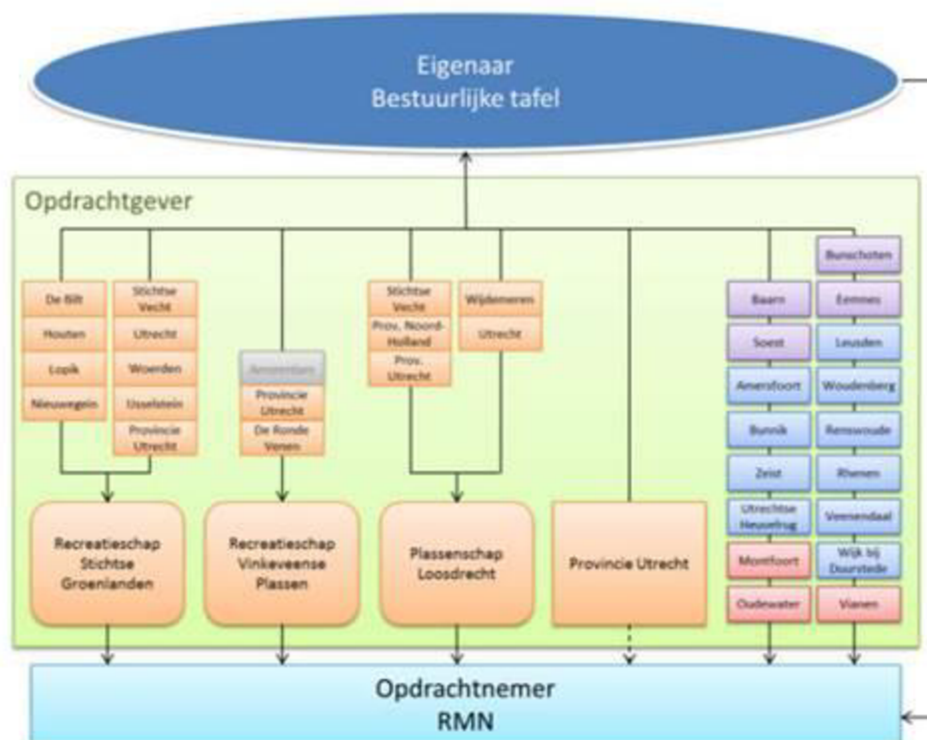 Eigenaar
Bestuurlijke tafel
Opdrachtgever
De Bilt
Houten
Lopik
Nieuwegein
Stichtse
Vecht
Utrecht
Woerden
IJsselstein
Provincie
Utrecht
Amsterdam
Provincie
Utrecht
De Ronde
Venen
Stichtse
Vecht
Prov. Noord-
Holland
Prov.
Utrecht
Wijdemeren
Utrecht
Baarn
Soest
Amersfoort
Bunnik
Zeist
Utrechtse
Heuvelrug
Montfoort
Oudewater
Bunschoten
Eemnes
Leusden
Woudenberg
Renswoude
Rhenen
Veenendaal
Wijk bij
Duurstede
Vianen
Recreatieschap
Stichtse
Groenlanden
Recreatieschap
Vinkeveense
Plassen
Plassenschap
Loosdrecht
Provincie Utrecht
Opdrachtnemer
RMN